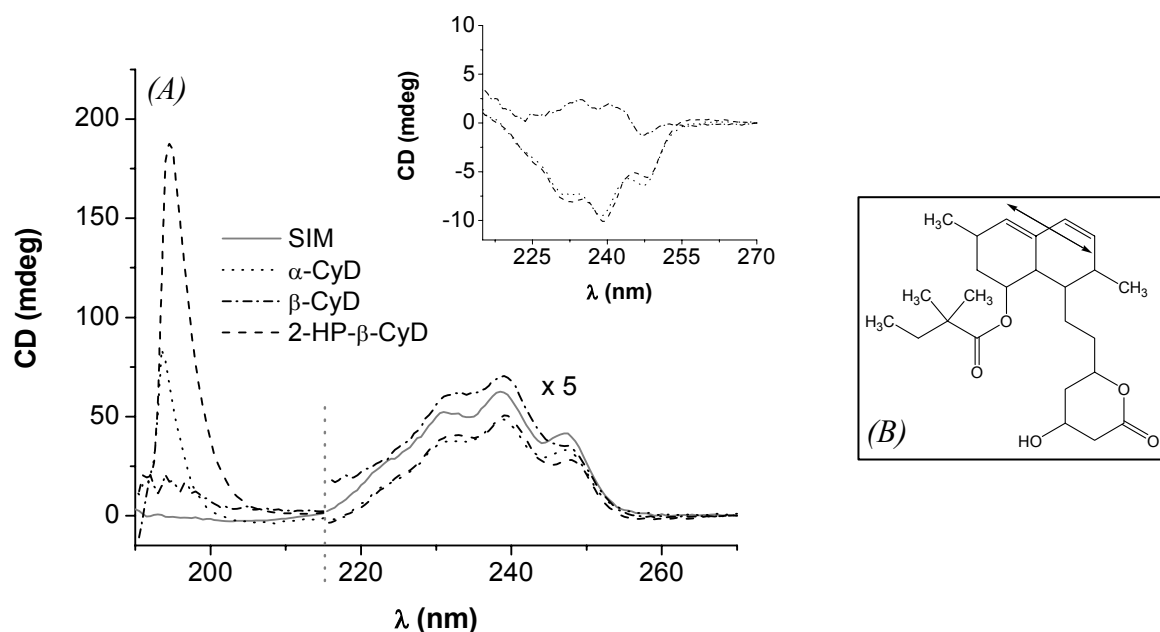 (A)
CD (mdeg)
200
150
100
50
0
200
220
240
260
λ (nm)
SIM
α-CyD
β-CyD
2-HP-β-CyD
x 5
CD (mdeg)
10
5
0
-5
-10
225
240
255
270
λ (nm)
H₃C
CH₃
CH₃
H₃C
CH₃
H₃C
O
O
O
HO
O
(B)